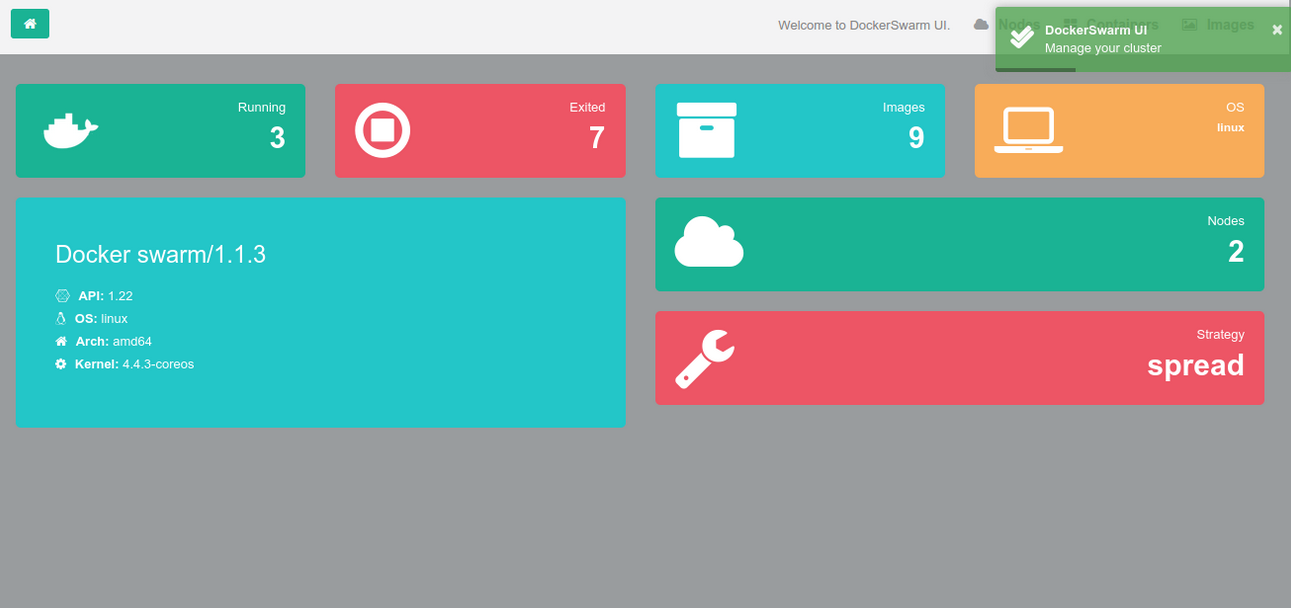 Welcome to DockerSwarm UI.
Nodes
Containers
Images
DockerSwarm UI
Manage your cluster
×
Running
3
Exited
7
Images
9
OS
linux
Docker swarm/1.1.3
API: 1.22
OS: linux
Arch: amd64
Kernel: 4.4.3-coreos
Nodes
2
Strategy
spread